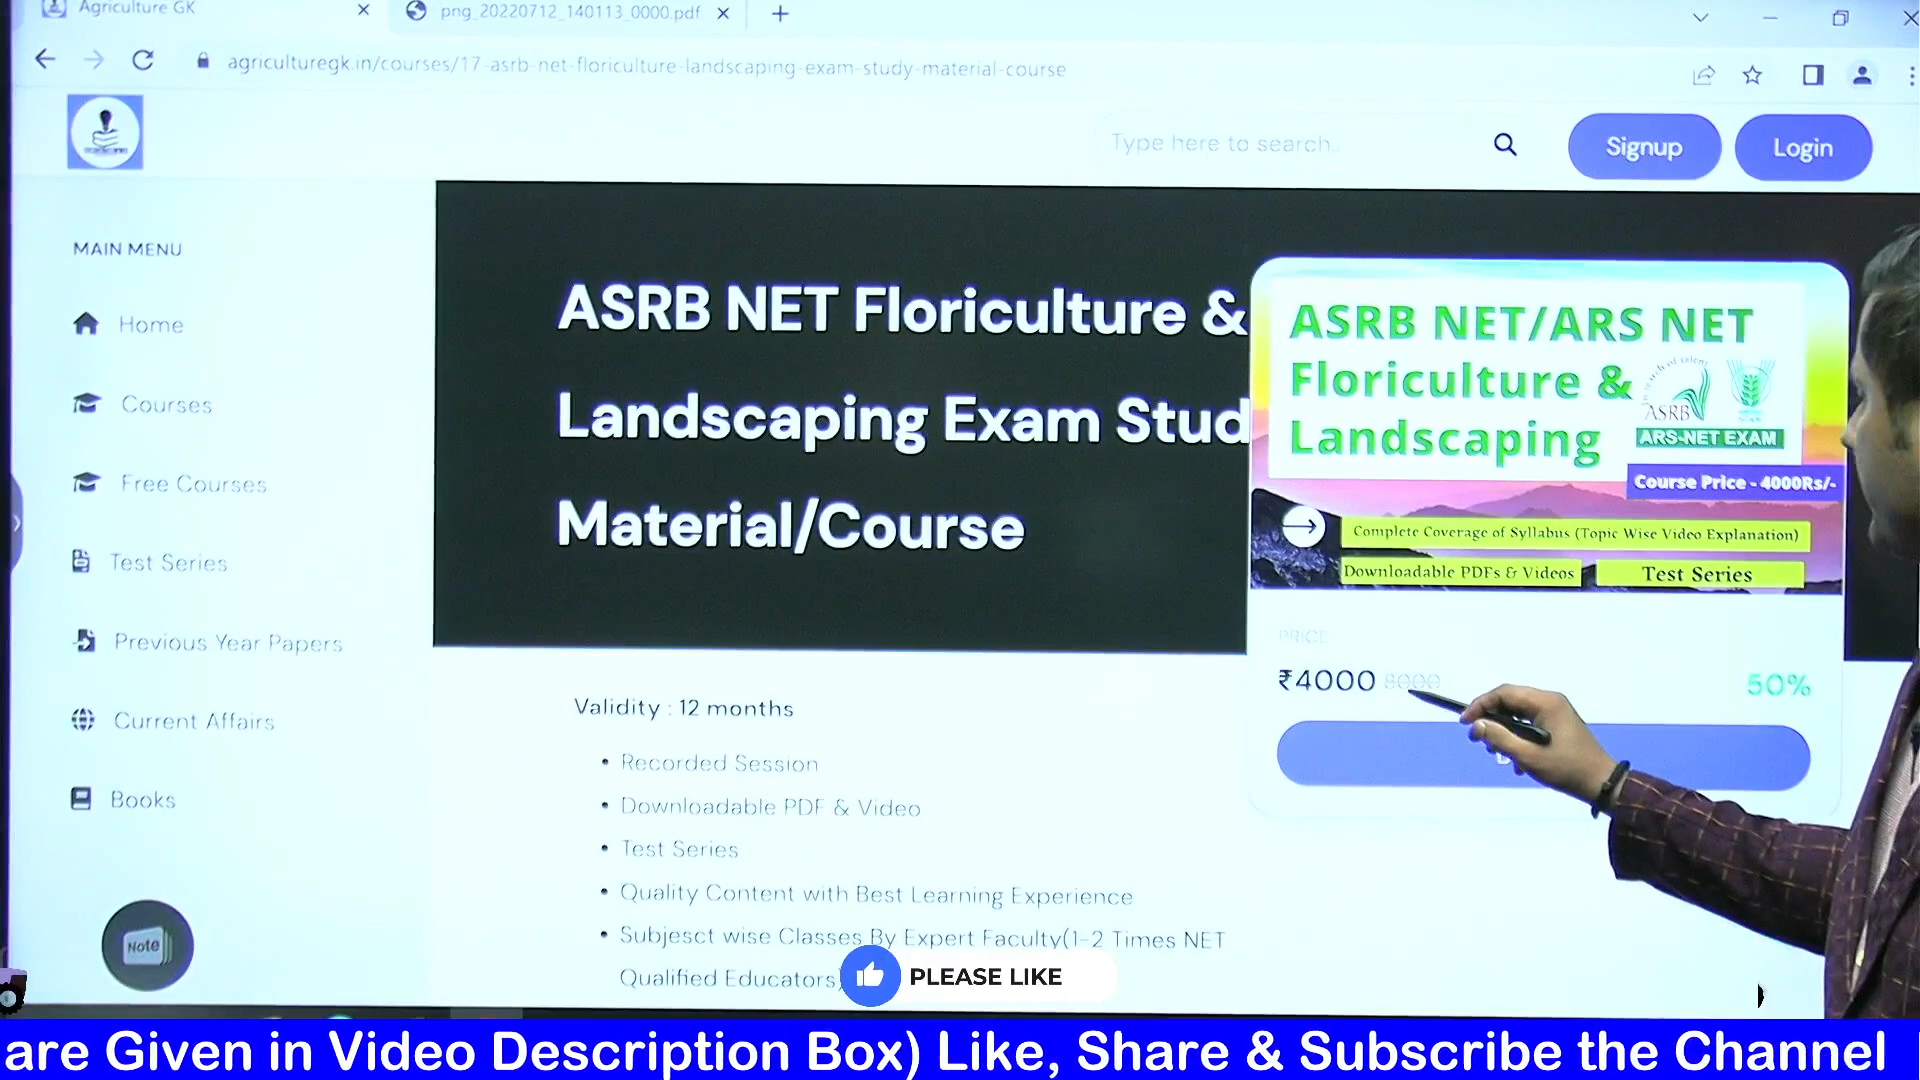 Agriculture GK
png_20220712_140113_0000.pdf
agriculturegk.in/courses/17-asrb-net-floriculture-landscaping-exam-study-material-course
Type here to search..
Signup
Login
MAIN MENU
Home
Courses
Free Courses
Test Series
Previous Year Papers
Current Affairs
Books
Note
ASRB NET Floriculture &
Landscaping Exam Stud
Material/Course
ASRB NET/ARS NET
Floriculture &
Landscaping
ASRB
ARS-NET EXAM
Course Price - 4000Rs/-
Complete Coverage of Syllabus (Topic Wise Video Explanation)
Downloadable PDFs & Videos
Test Series
PRICE
₹4000 8000
50%
Validity : 12 months
• Recorded Session
• Downloadable PDF & Video
• Test Series
• Quality Content with Best Learning Experience
• Subjesct wise Classes By Expert Faculty(1-2 Times NET
Qualified Educators)
PLEASE LIKE
are Given in Video Description Box) Like, Share & Subscribe the Channel